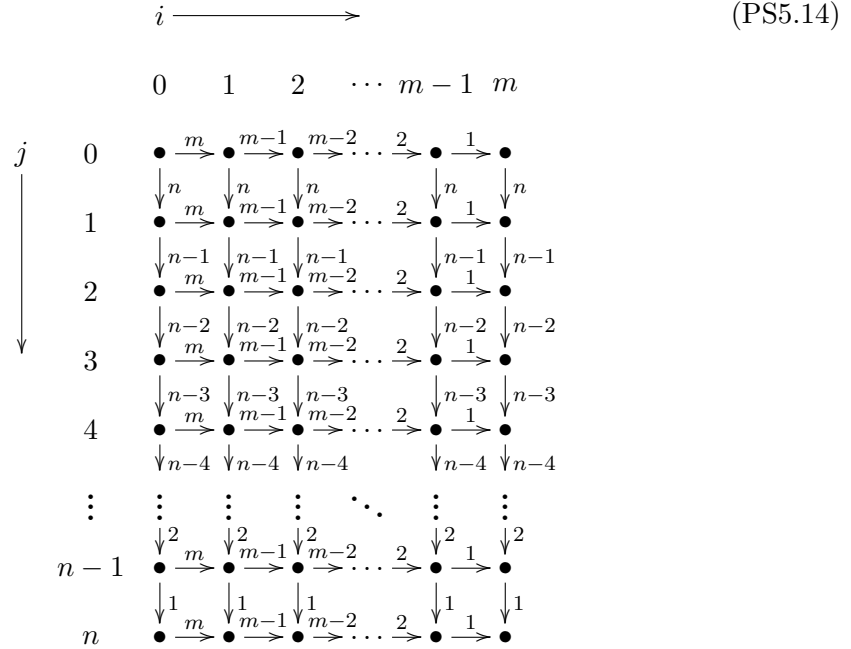 i (PS5.14)
0 1 2 ⋯ m − 1 m
j 0 m m−1 m−2 ⋯ 2 1
n n n n n
1 m m−1 m−2 ⋯ 2 1
n−1 n−1 n−1 n−1 n−1
2 m m−1 m−2 ⋯ 2 1
n−2 n−2 n−2 n−2 n−2
3 m m−1 m−2 ⋯ 2 1
n−3 n−3 n−3 n−3 n−3
4 m m−1 m−2 ⋯ 2 1
n−4 n−4 n−4 n−4 n−4
⋮ ⋮ ⋮ ⋮ ⋱ ⋮ ⋮
2 2 2 2 2
n − 1 m m−1 m−2 ⋯ 2 1
1 1 1 1 1
n m m−1 m−2 ⋯ 2 1